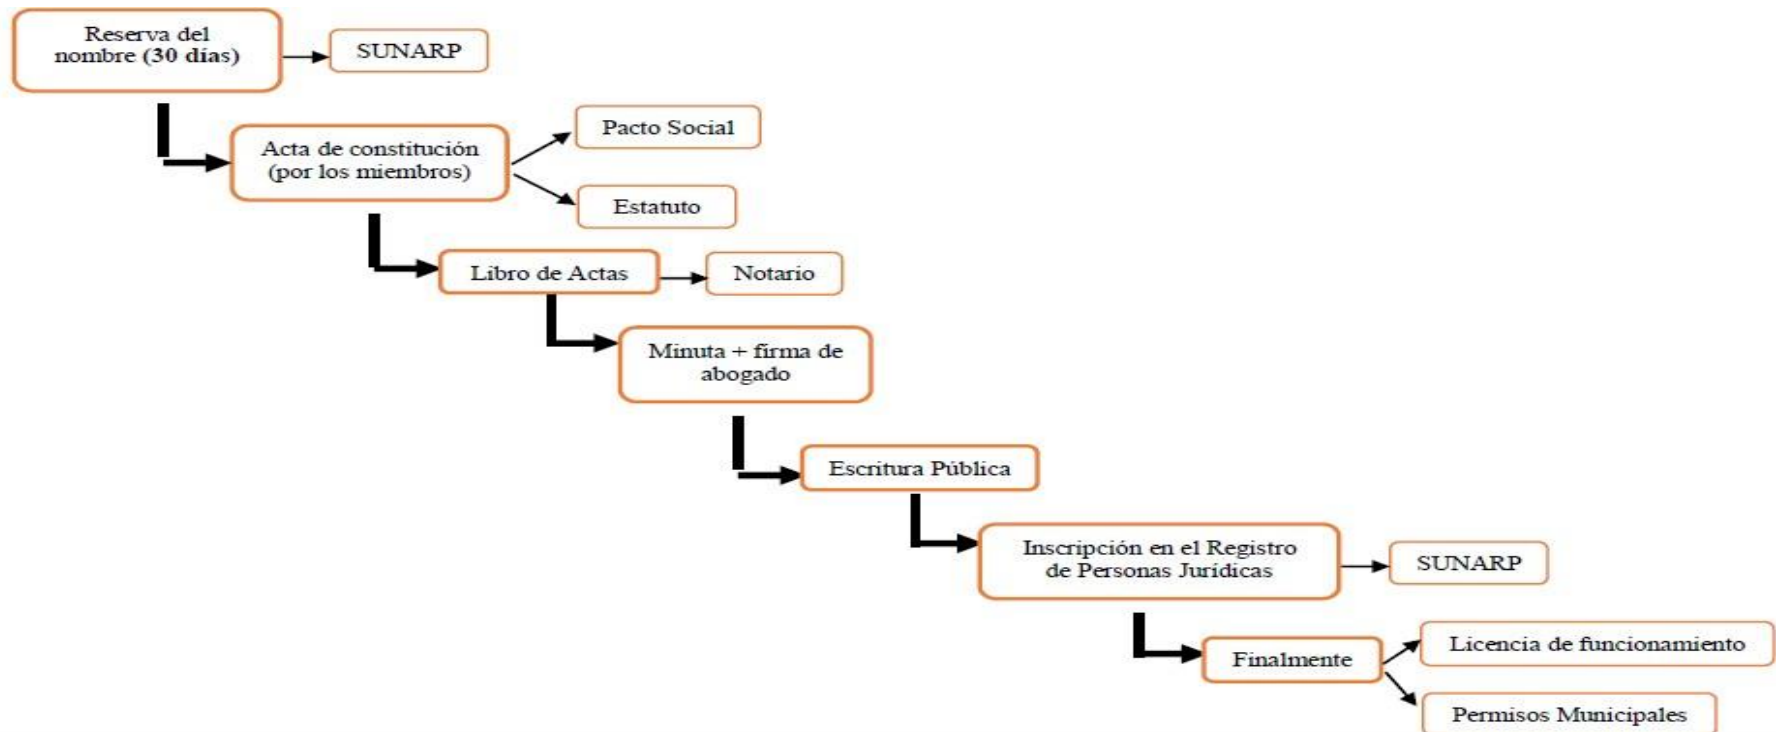 Reserva del
nombre (30 días)
SUNARP
Acta de constitución
(por los miembros)
Pacto Social
Estatuto
Libro de Actas
Notario
Minuta + firma de
abogado
Escritura Pública
Inscripción en el Registro
de Personas Jurídicas
SUNARP
Finalmente
Licencia de funcionamiento
Permisos Municipales